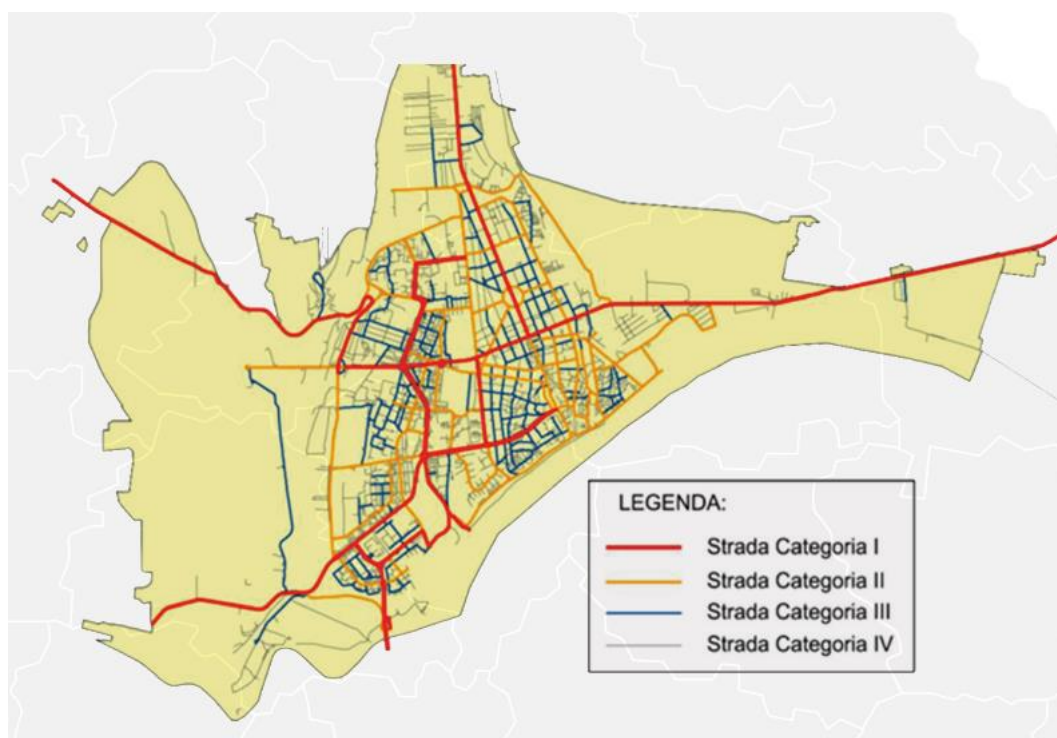 LEGENDA:
Strada Categoria I
Strada Categoria II
Strada Categoria III
Strada Categoria IV